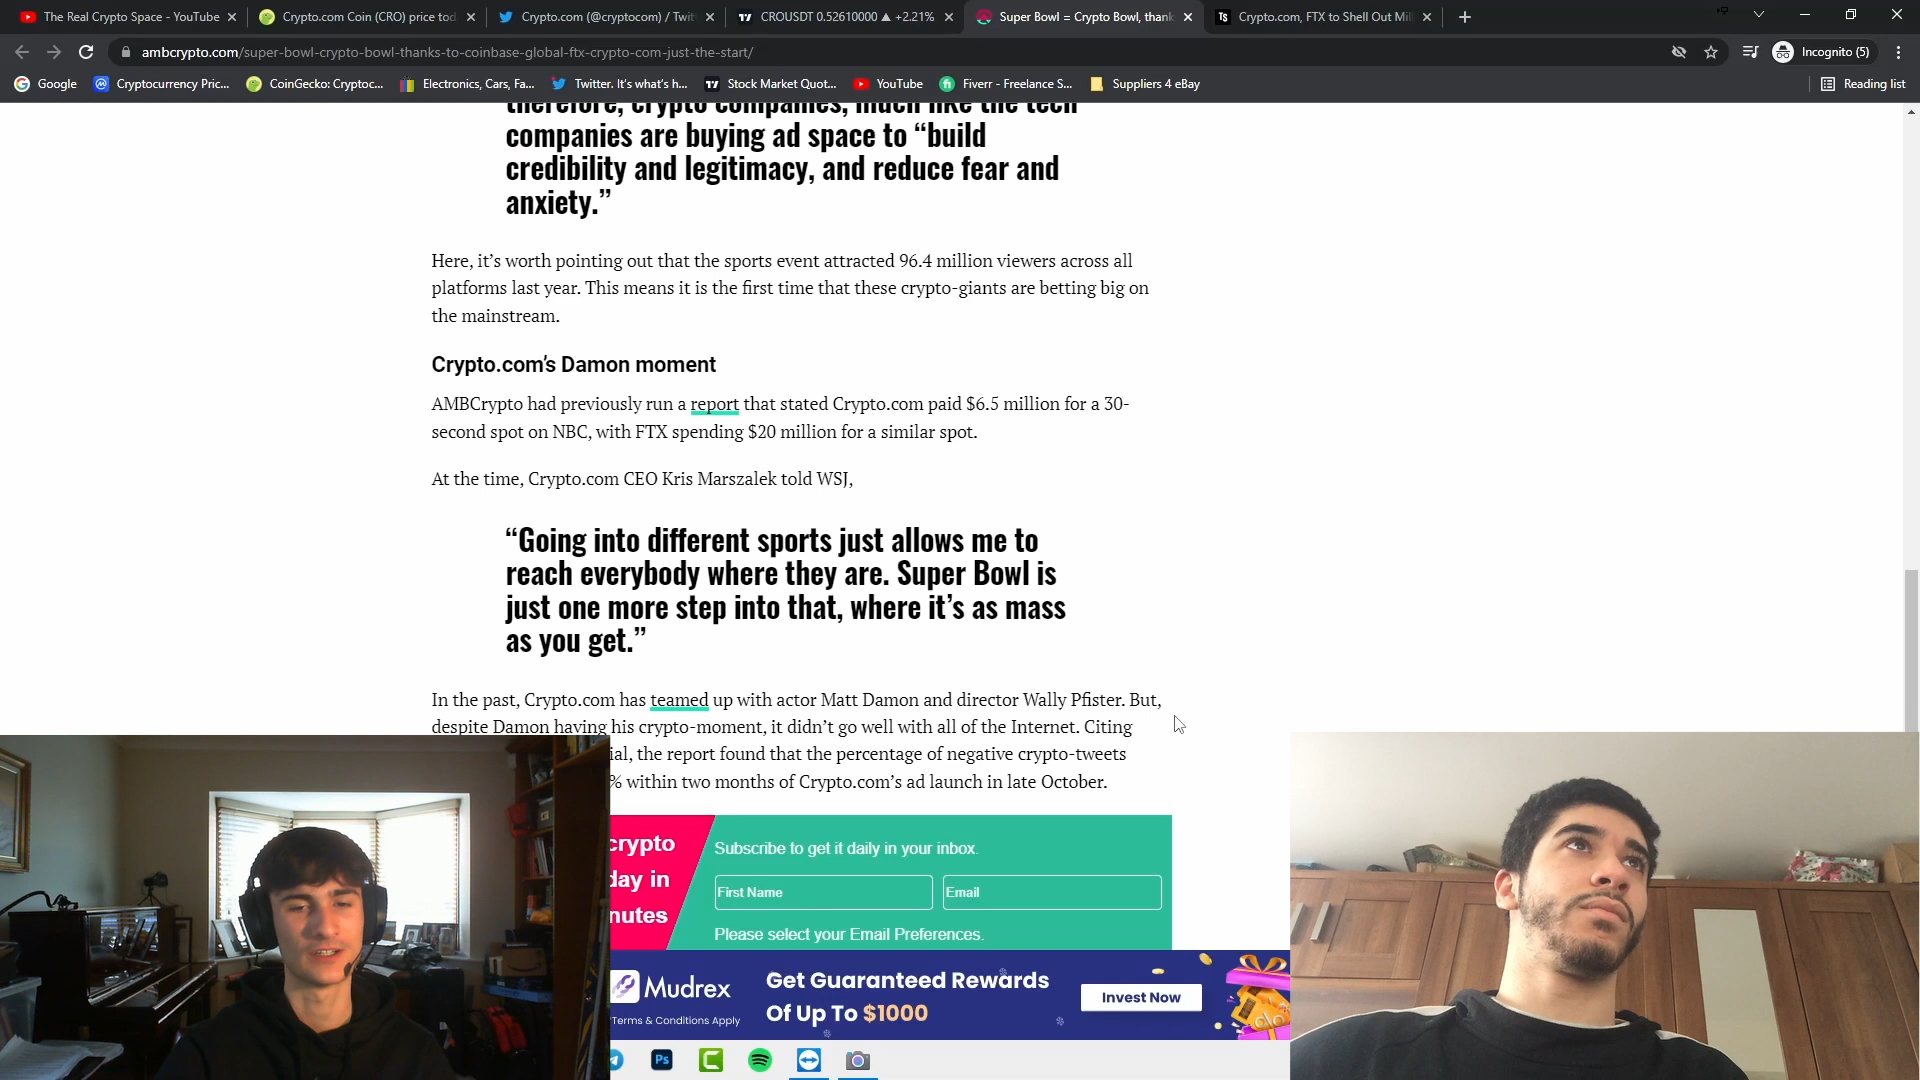 The Real Crypto Space - YouTube
Crypto.com Coin (CRO) price tod
Crypto.com (@cryptocom) / Twit
CROUSDT 0.52610000 ▲ +2.21%
Super Bowl = Crypto Bowl, thank
Crypto.com, FTX to Shell Out Mil
ambcrypto.com/super-bowl-crypto-bowl-thanks-to-coinbase-global-ftx-crypto-com-just-the-start/
Incognito (5)
Google
Cryptocurrency Pric...
CoinGecko: Cryptoc...
Electronics, Cars, Fa...
Twitter. It's what's h...
Stock Market Quot...
YouTube
Fiverr - Freelance S...
Suppliers 4 eBay
Reading list
therefore, crypto companies, much like the tech
companies are buying ad space to “build
credibility and legitimacy, and reduce fear and
anxiety.”
Here, it’s worth pointing out that the sports event attracted 96.4 million viewers across all
platforms last year. This means it is the first time that these crypto-giants are betting big on
the mainstream.
Crypto.com’s Damon moment
AMBCrypto had previously run a report that stated Crypto.com paid $6.5 million for a 30-
second spot on NBC, with FTX spending $20 million for a similar spot.
At the time, Crypto.com CEO Kris Marszalek told WSJ,
“Going into different sports just allows me to
reach everybody where they are. Super Bowl is
just one more step into that, where it’s as mass
as you get.”
In the past, Crypto.com has teamed up with actor Matt Damon and director Wally Pfister. But,
despite Damon having his crypto-moment, it didn’t go well with all of the Internet. Citing
ial, the report found that the percentage of negative crypto-tweets
% within two months of Crypto.com’s ad launch in late October.
crypto
day in
nutes
Subscribe to get it daily in your inbox.
First Name
Email
Please select your Email Preferences.
Mudrex
*Terms & Conditions Apply
Get Guaranteed Rewards
Of Up To $1000
Invest Now
Ps